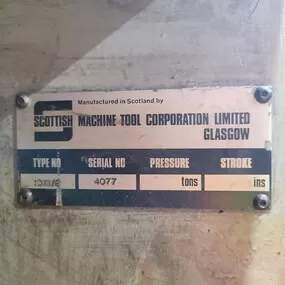 Manufactured in Scotland by
SCOTTISH MACHINE TOOL CORPORATION LIMITED
GLASGOW
TYPE NO SERIAL NO PRESSURE STROKE
4077 tons ins